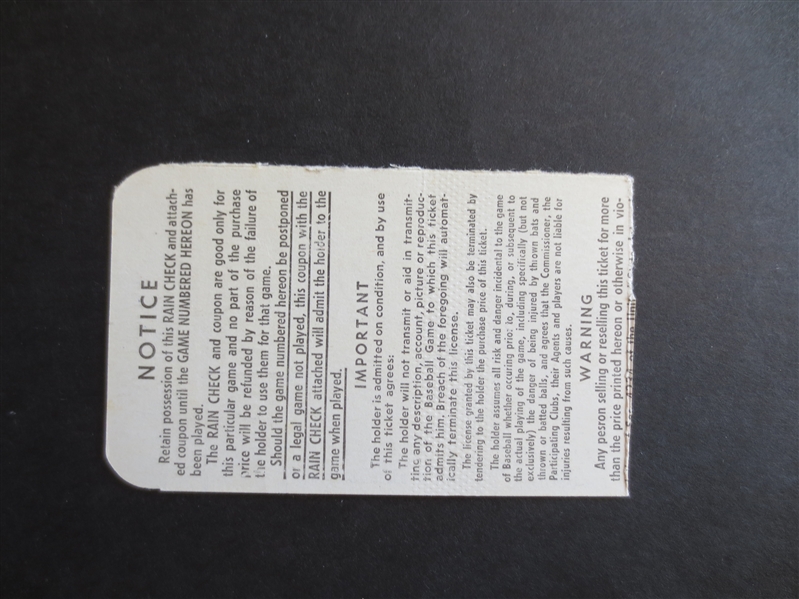 NOTICE
Retain possession of this RAIN CHECK and attach-
ed coupon until the GAME NUMBERED HEREON has
been played.
The RAIN CHECK and coupon are good only for
this particular game and no part of the purchase
price will be refunded by reason of the failure of
the holder to use them for that game.
Should the game numbered hereon be postponed
or a legal game not played, this coupon with the
RAIN CHECK attached will admit the holder to the
game when played.
IMPORTANT
The holder is admitted on condition, and by use
of this ticket agrees:
The holder will not transmit or aid in transmit-
ting any description, account, picture or reproduc-
tion of the Baseball Game to which this ticket
admits him. Breach of the foregoing will automat-
ically terminate this license.
The license granted by this ticket may also be terminated by
tendering to the holder the purchase price of this ticket.
The holder assumes all risk and danger incidental to the game
of Baseball whether occuring prio: to, during, or subsequent to
the actual playing of the game, including specifically (but not
exclusively) the danger of being injured by thrown bats and
thrown or batted balls, and agrees that the Commissioner, the
Participating Clubs, their Agents and players are not liable for
injuries resulting from such causes.
WARNING
Any pesron selling or reselling this ticket for more
than the price printed hereon or otherwise in vio-